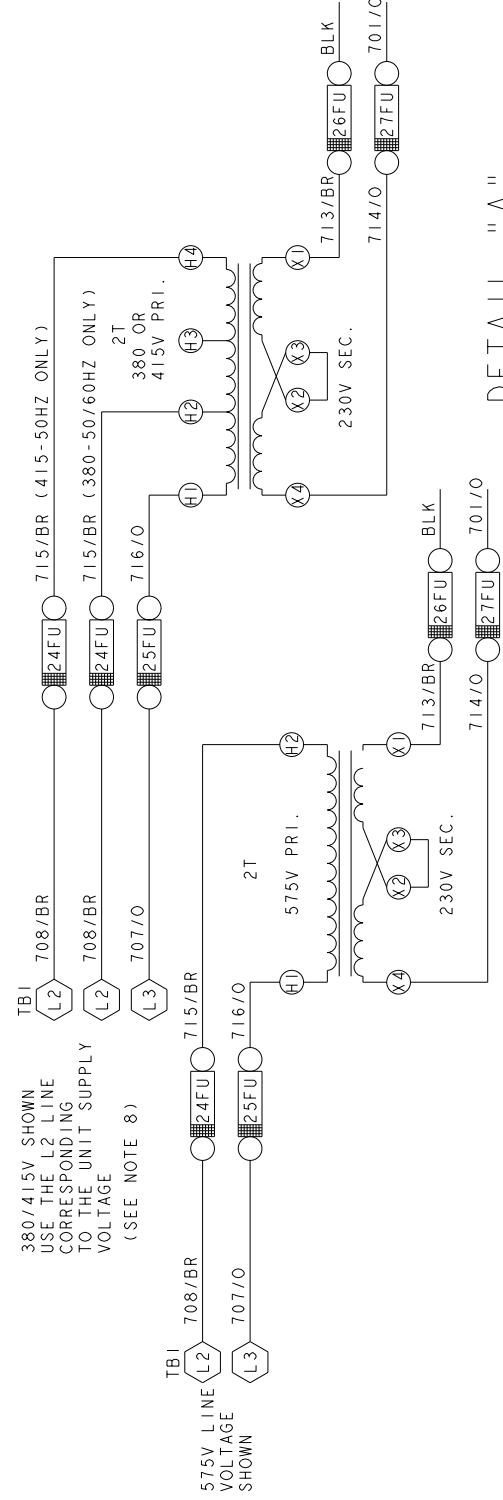 380/415V SHOWN
USE THE L2 LINE
CORRESPONDING
TO THE UNIT SUPPLY
VOLTAGE
(SEE NOTE 8)
TB1
L2
708/BR
24FU
715/BR (415-50HZ ONLY)
L2
708/BR
24FU
715/BR (380-50/60HZ ONLY)
L3
707/O
25FU
716/O
2T
380 OR
415V PRI.
H1
H2
H3
H4
X4
X2
X3
X1
230V SEC.
713/BR
26FU
BLK
714/O
27FU
701/O
575V LINE
VOLTAGE
SHOWN
TB1
L2
708/BR
24FU
715/BR
L3
707/O
25FU
716/O
2T
575V PRI.
H1
H2
X4
X2
X3
X1
230V SEC.
713/BR
26FU
BLK
714/O
27FU
701/O
DETAIL "A"